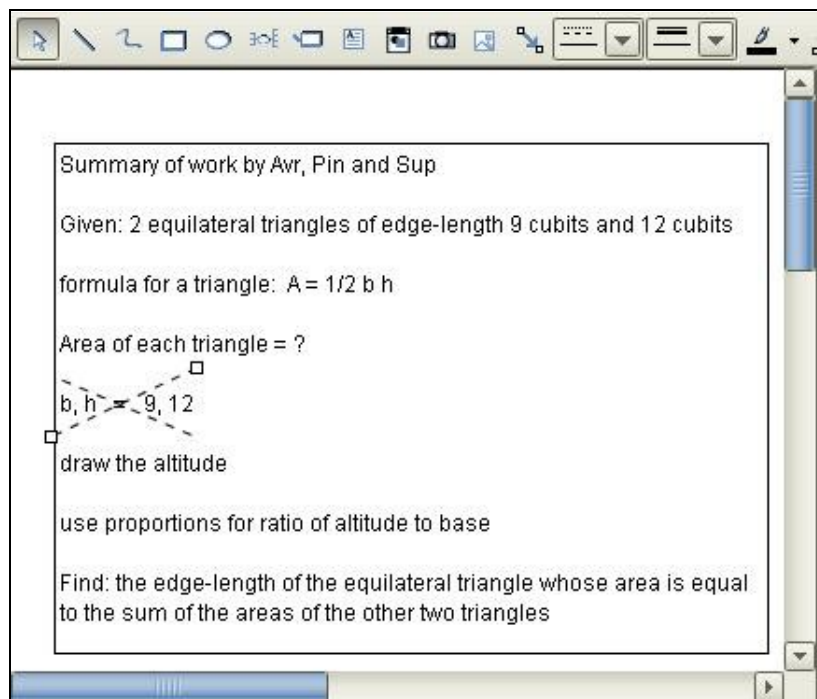 Summary of work by Avr, Pin and Sup
Given: 2 equilateral triangles of edge-length 9 cubits and 12 cubits
formula for a triangle: A = 1/2 b h
Area of each triangle = ?
b, h = 9, 12
draw the altitude
use proportions for ratio of altitude to base
Find: the edge-length of the equilateral triangle whose area is equal
to the sum of the areas of the other two triangles